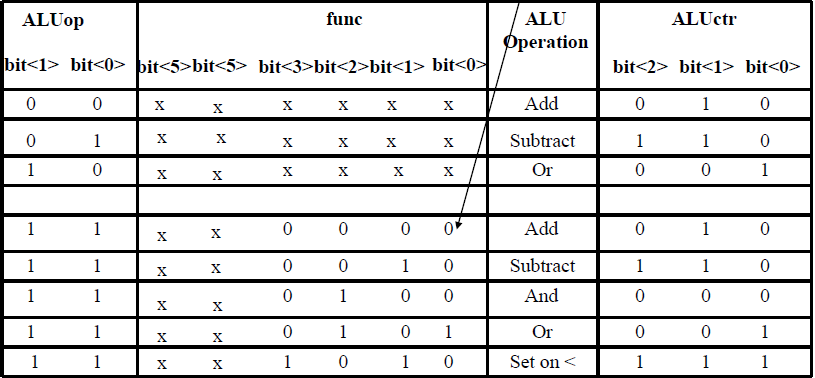 ALUop func ALU Operation ALUctr
bit<1> bit<0> bit<5> bit<5> bit<3> bit<2> bit<1> bit<0> bit<2> bit<1> bit<0>
0 0 x x x x x x Add 0 1 0
0 1 x x x x x x Subtract 1 1 0
1 0 x x x x x x Or 0 0 1
1 1 x x 0 0 0 0 Add 0 1 0
1 1 x x 0 0 1 0 Subtract 1 1 0
1 1 x x 0 1 0 0 And 0 0 0
1 1 x x 0 1 0 1 Or 0 0 1
1 1 x x 1 0 1 0 Set on < 1 1 1